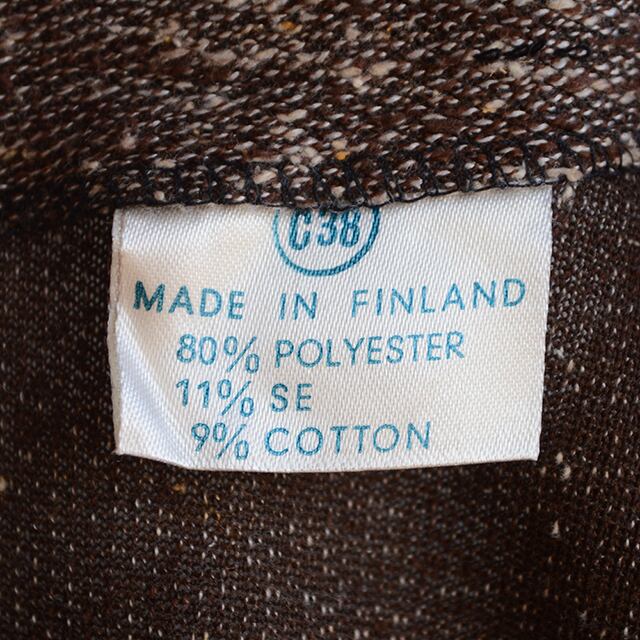 C38
MADE IN FINLAND
80% POLYESTER
11% SE
9% COTTON